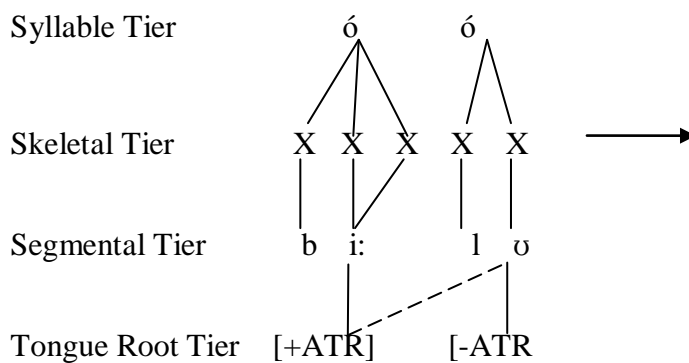 Syllable Tier ó ó
Skeletal Tier X X X X X
Segmental Tier b i: l ʊ
Tongue Root Tier [+ATR] [-ATR